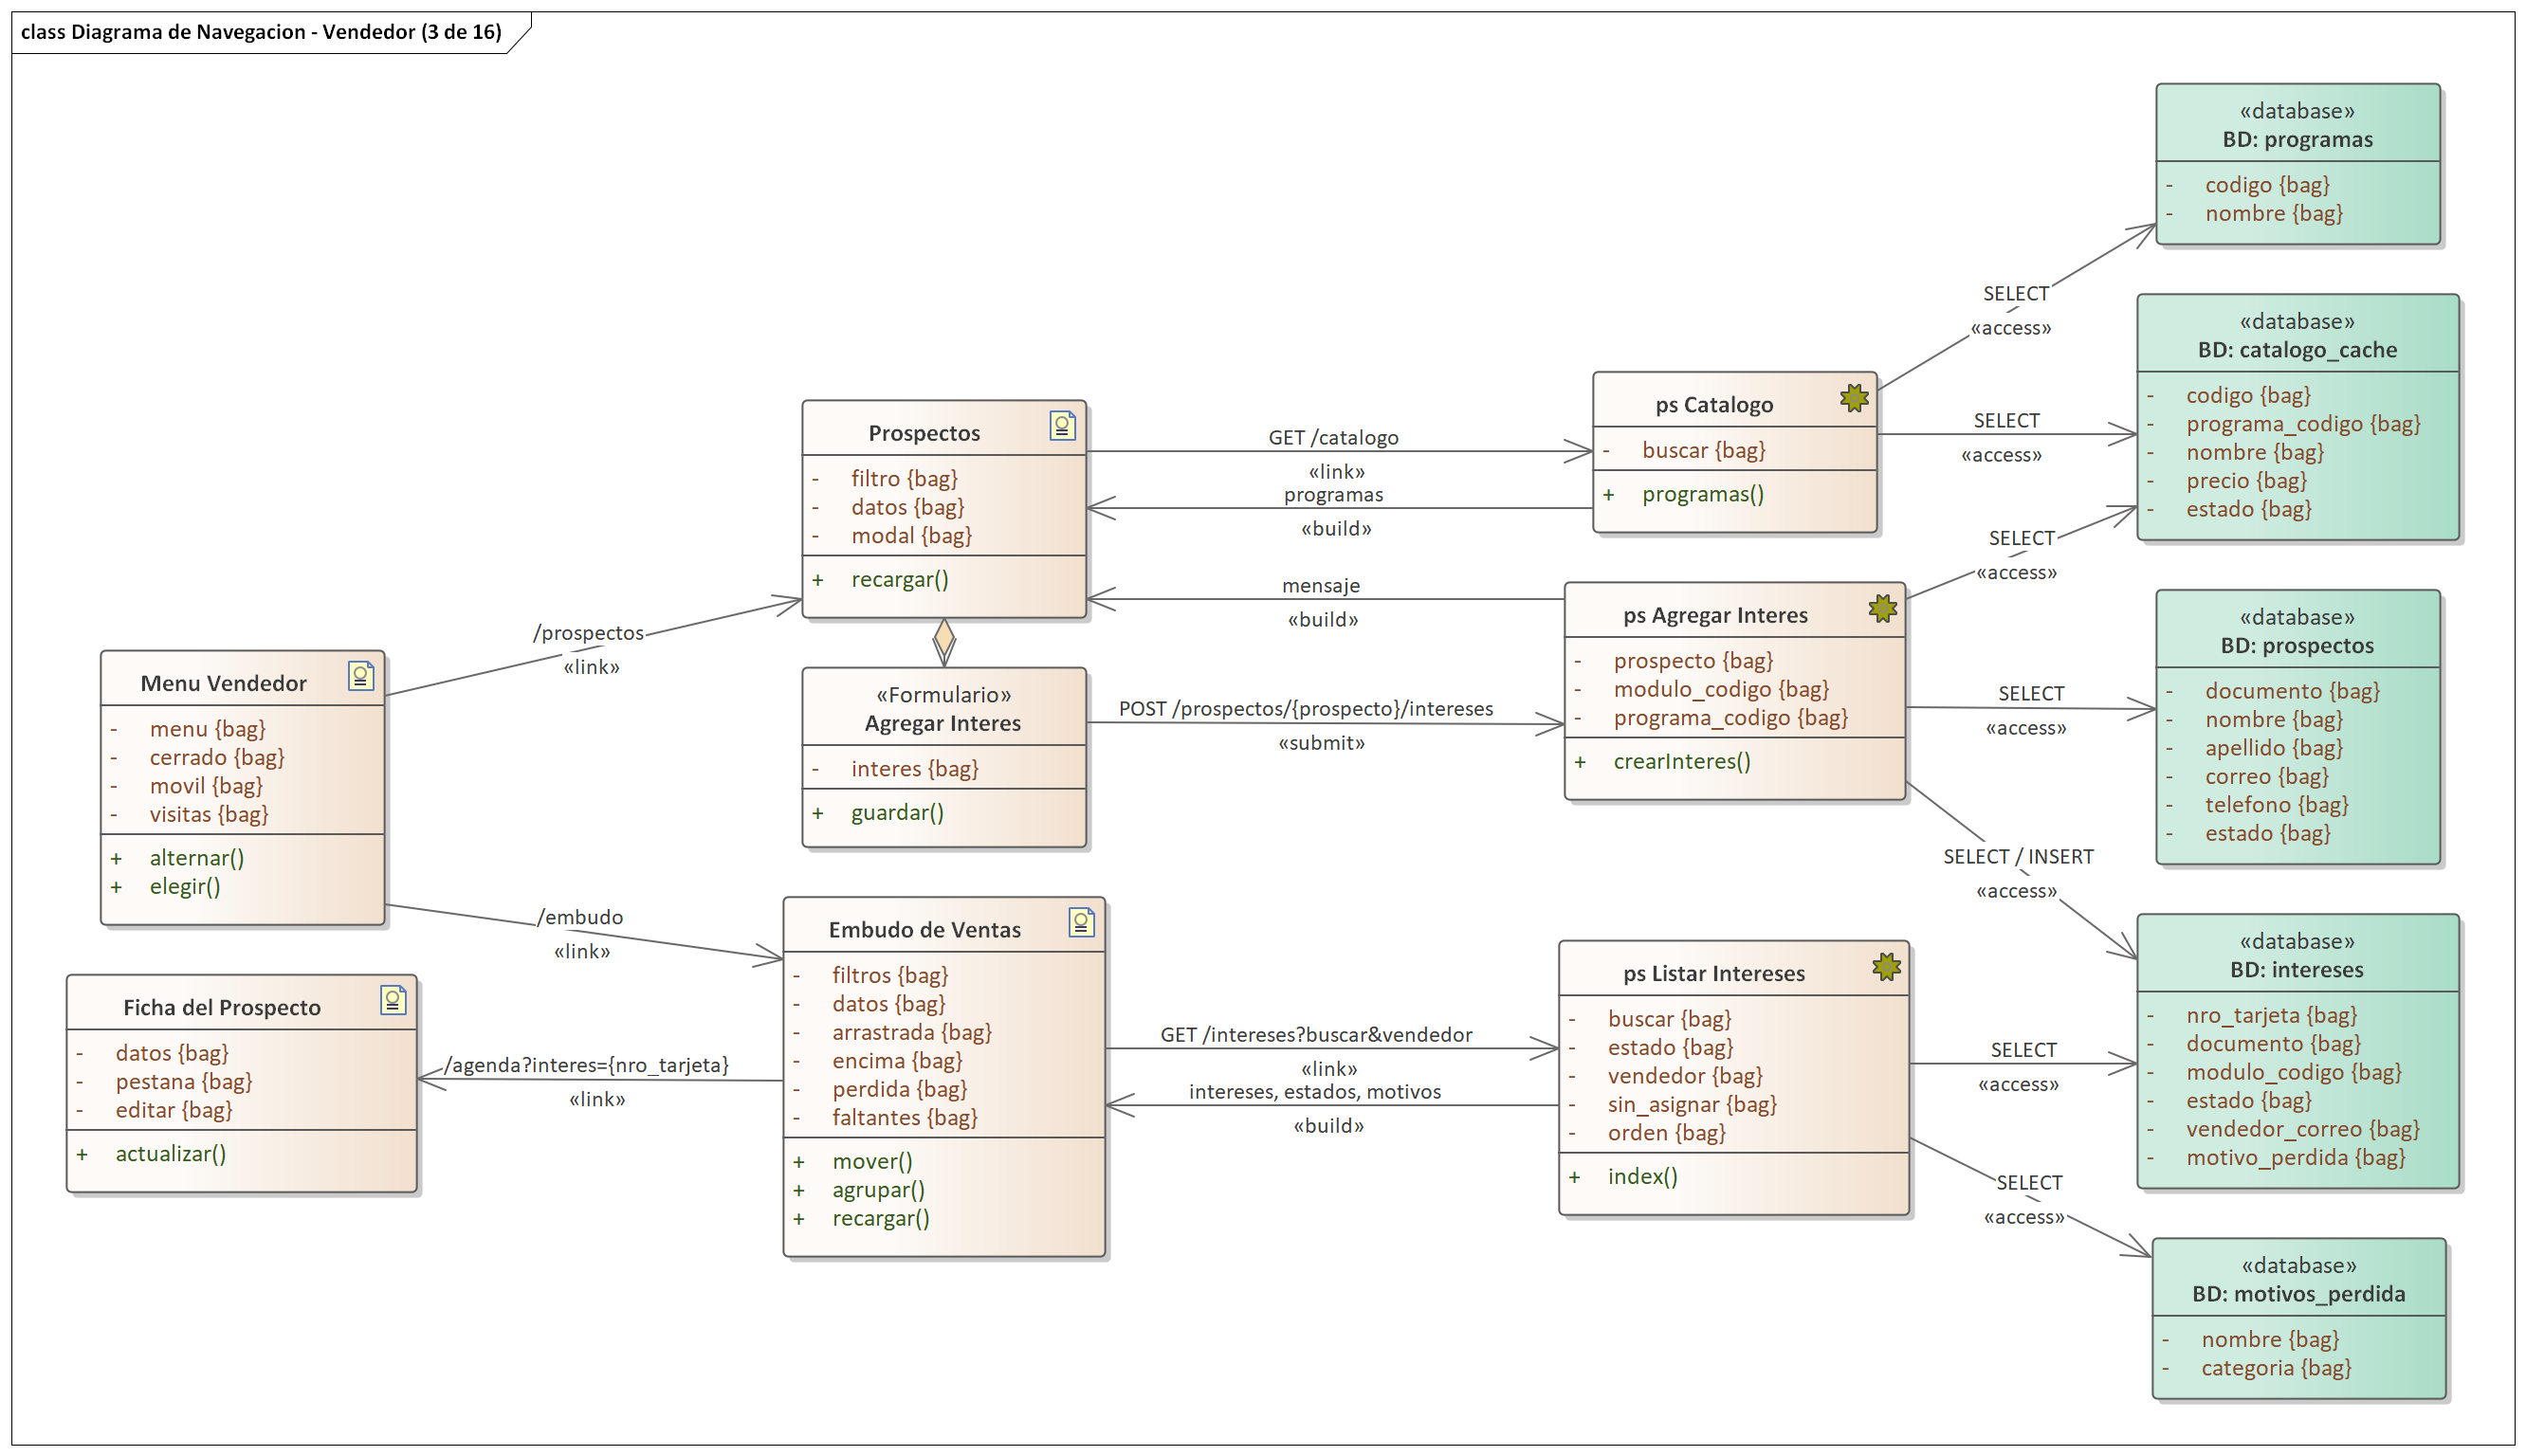 class Diagrama de Navegacion - Vendedor (3 de 16)
«database»
BD: programas
- codigo {bag}
- nombre {bag}
SELECT
«access»
«database»
BD: catalogo_cache
- codigo {bag}
- programa_codigo {bag}
- nombre {bag}
- precio {bag}
- estado {bag}
ps Catalogo
- buscar {bag}
+ programas()
SELECT
«access»
Prospectos
- filtro {bag}
- datos {bag}
- modal {bag}
+ recargar()
GET /catalogo
«link»
programas
«build»
SELECT
«access»
mensaje
«build»
ps Agregar Interes
- prospecto {bag}
- modulo_codigo {bag}
- programa_codigo {bag}
+ crearInteres()
«database»
BD: prospectos
- documento {bag}
- nombre {bag}
- apellido {bag}
- correo {bag}
- telefono {bag}
- estado {bag}
/prospectos
«link»
Menu Vendedor
- menu {bag}
- cerrado {bag}
- movil {bag}
- visitas {bag}
+ alternar()
+ elegir()
«Formulario»
Agregar Interes
- interes {bag}
+ guardar()
POST /prospectos/{prospecto}/intereses
«submit»
SELECT
«access»
SELECT / INSERT
«access»
/embudo
«link»
Embudo de Ventas
- filtros {bag}
- datos {bag}
- arrastrada {bag}
- encima {bag}
- perdida {bag}
- faltantes {bag}
+ mover()
+ agrupar()
+ recargar()
ps Listar Intereses
- buscar {bag}
- estado {bag}
- vendedor {bag}
- sin_asignar {bag}
- orden {bag}
+ index()
«database»
BD: intereses
- nro_tarjeta {bag}
- documento {bag}
- modulo_codigo {bag}
- estado {bag}
- vendedor_correo {bag}
- motivo_perdida {bag}
Ficha del Prospecto
- datos {bag}
- pestana {bag}
- editar {bag}
+ actualizar()
/agenda?interes={nro_tarjeta}
«link»
GET /intereses?buscar&vendedor
«link»
intereses, estados, motivos
«build»
SELECT
«access»
SELECT
«access»
«database»
BD: motivos_perdida
- nombre {bag}
- categoria {bag}